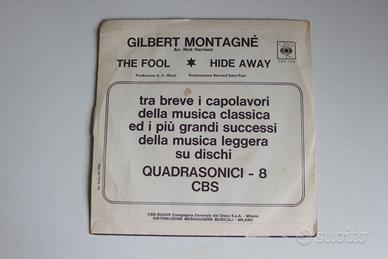 GILBERT MONTAGNÉ
Arr. Nick Harrison
CBS
THE FOOL ★ HIDE AWAY
Realizzazione Bernard Saint-Paul
tra breve i capolavori
della musica classica
ed i più grandi successi
della musica leggera
su dischi
QUADRASONICI - 8
CBS
CBS-SUGAR Compagnia Generale del Disco S.p.A. - Milano
DISTRIBUZIONE MESSAGGERIE MUSICALI - MILANO
subito